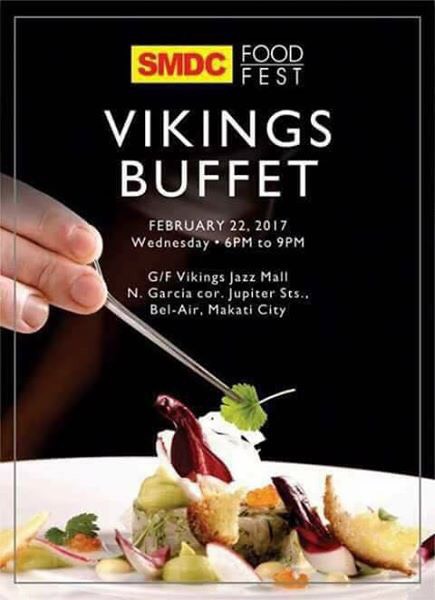 SMDC FOOD
FEST
VIKINGS
BUFFET
FEBRUARY 22, 2017
Wednesday • 6PM to 9PM
G/F Vikings Jazz Mall
N. Garcia cor. Jupiter Sts.,
Bel-Air, Makati City